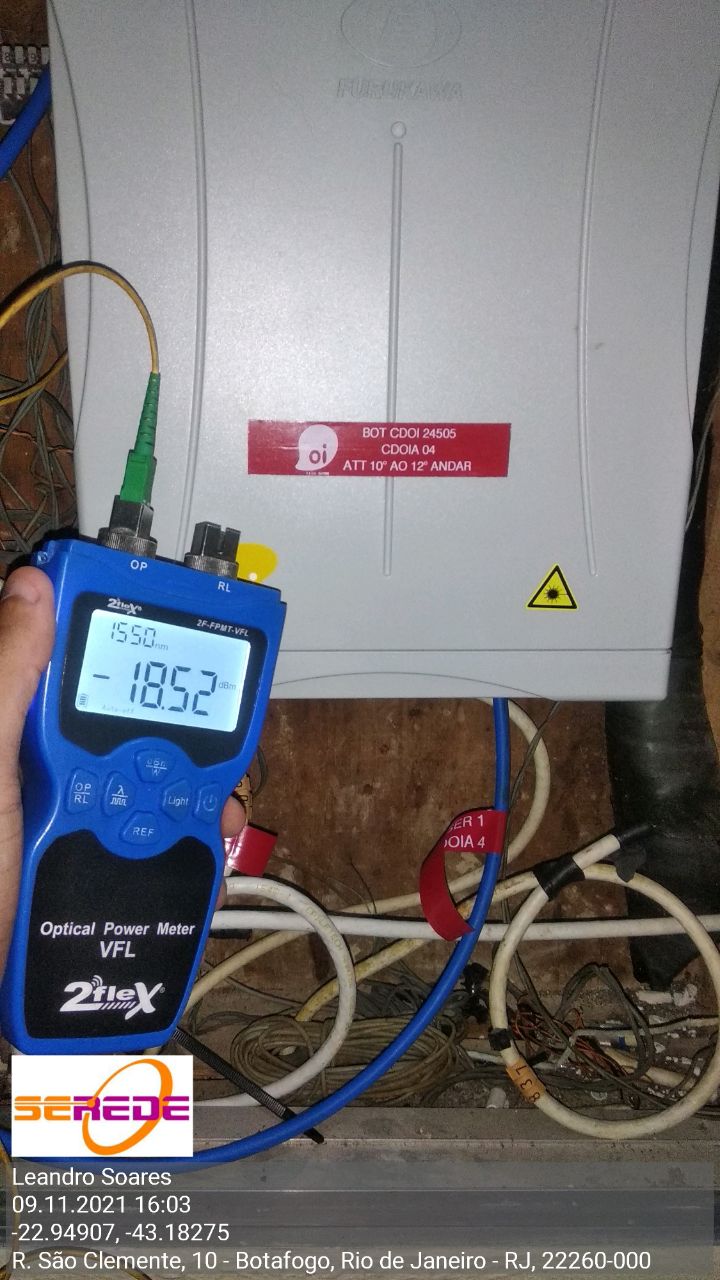 FURUKAWA
oi
BOT CDOI 24505
CDOIA 04
ATT 10º AO 12º ANDAR
OP
RL
2flex
2F-FPMT-VFL
1550nm
-18.52 dBm
Auto-off
dBm
W
OP
RL
λ
Light
REF
SER 1
DOIA 4
Optical Power Meter
VFL
2flex
SEREDE
Leandro Soares
09.11.2021 16:03
-22.94907, -43.18275
R. São Clemente, 10 - Botafogo, Rio de Janeiro - RJ, 22260-000